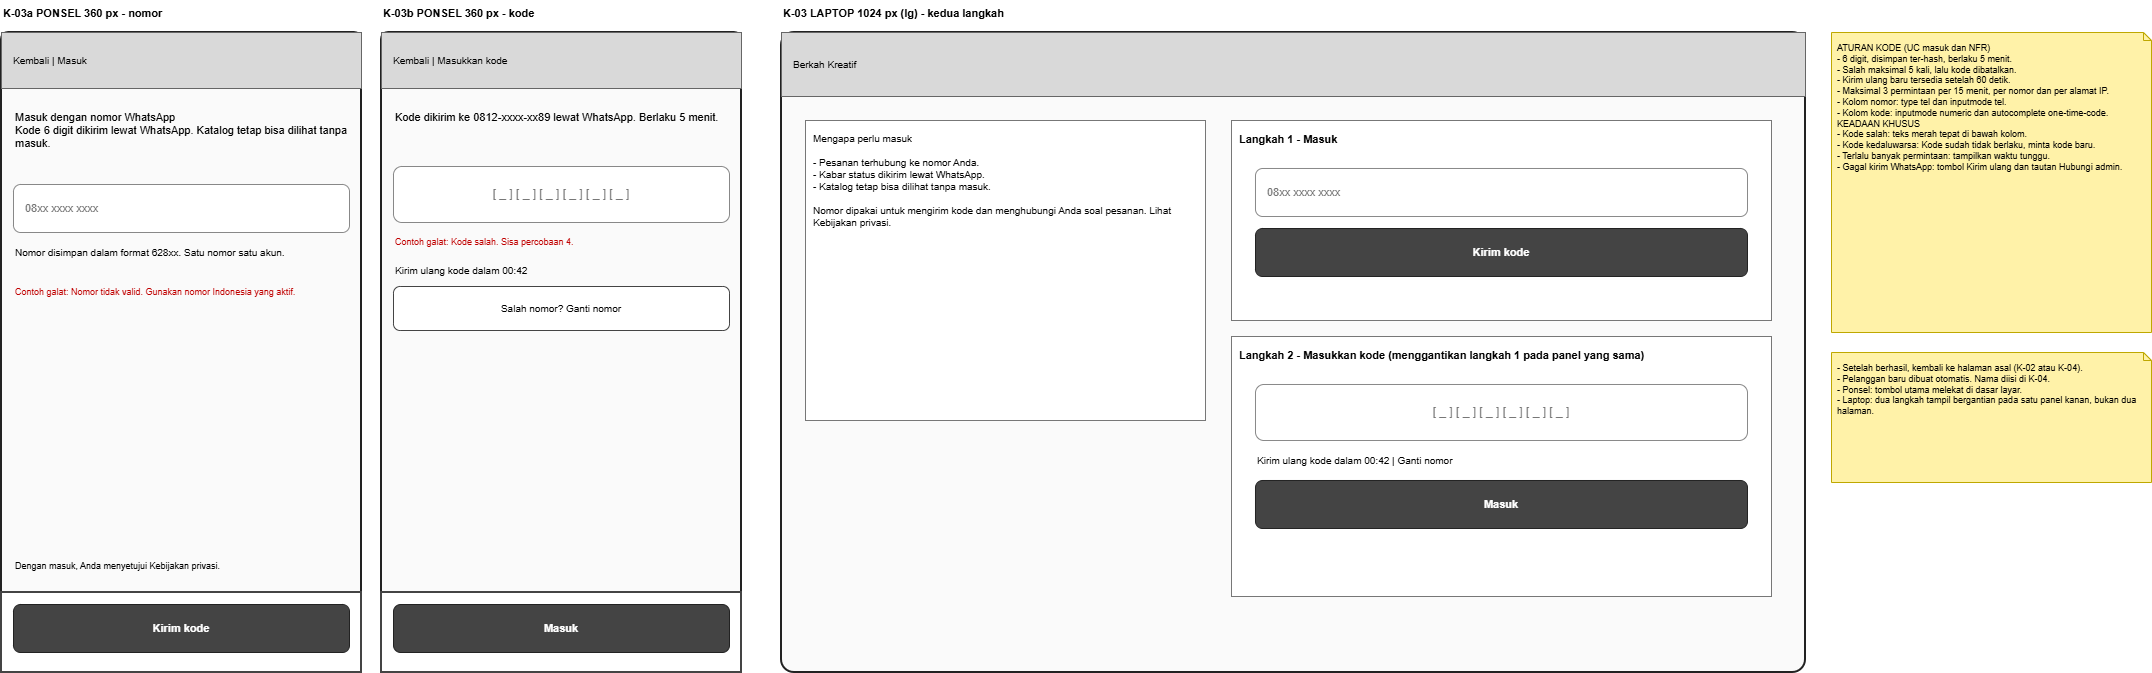 K-03a PONSEL 360 px - nomor
Kembali | Masuk
Masuk dengan nomor WhatsApp
Kode 6 digit dikirim lewat WhatsApp. Katalog tetap bisa dilihat tanpa
masuk.
08xx xxxx xxxx
Nomor disimpan dalam format 628xx. Satu nomor satu akun.
Contoh galat: Nomor tidak valid. Gunakan nomor Indonesia yang aktif.
Dengan masuk, Anda menyetujui Kebijakan privasi.
Kirim kode
K-03b PONSEL 360 px - kode
Kembali | Masukkan kode
Kode dikirim ke 0812-xxxx-xx89 lewat WhatsApp. Berlaku 5 menit.
[_][_][_][_][_][_]
Contoh galat: Kode salah. Sisa percobaan 4.
Kirim ulang kode dalam 00:42
Salah nomor? Ganti nomor
Masuk
K-03 LAPTOP 1024 px (lg) - kedua langkah
Berkah Kreatif
Mengapa perlu masuk
- Pesanan terhubung ke nomor Anda.
- Kabar status dikirim lewat WhatsApp.
- Katalog tetap bisa dilihat tanpa masuk.
Nomor dipakai untuk mengirim kode dan menghubungi Anda soal pesanan. Lihat
Kebijakan privasi.
Langkah 1 - Masuk
08xx xxxx xxxx
Kirim kode
Langkah 2 - Masukkan kode (menggantikan langkah 1 pada panel yang sama)
[_][_][_][_][_][_]
Kirim ulang kode dalam 00:42 | Ganti nomor
Masuk
ATURAN KODE (UC masuk dan NFR)
- 6 digit, disimpan ter-hash, berlaku 5 menit.
- Salah maksimal 5 kali, lalu kode dibatalkan.
- Kirim ulang baru tersedia setelah 60 detik.
- Maksimal 3 permintaan per 15 menit, per nomor dan per alamat IP.
- Kolom nomor: type tel dan inputmode tel.
- Kolom kode: inputmode numeric dan autocomplete one-time-code.
KEADAAN KHUSUS
- Kode salah: teks merah tepat di bawah kolom.
- Kode kedaluwarsa: Kode sudah tidak berlaku, minta kode baru.
- Terlalu banyak permintaan: tampilkan waktu tunggu.
- Gagal kirim WhatsApp: tombol Kirim ulang dan tautan Hubungi admin.
- Setelah berhasil, kembali ke halaman asal (K-02 atau K-04).
- Pelanggan baru dibuat otomatis. Nama diisi di K-04.
- Ponsel: tombol utama melekat di dasar layar.
- Laptop: dua langkah tampil bergantian pada satu panel kanan, bukan dua
halaman.